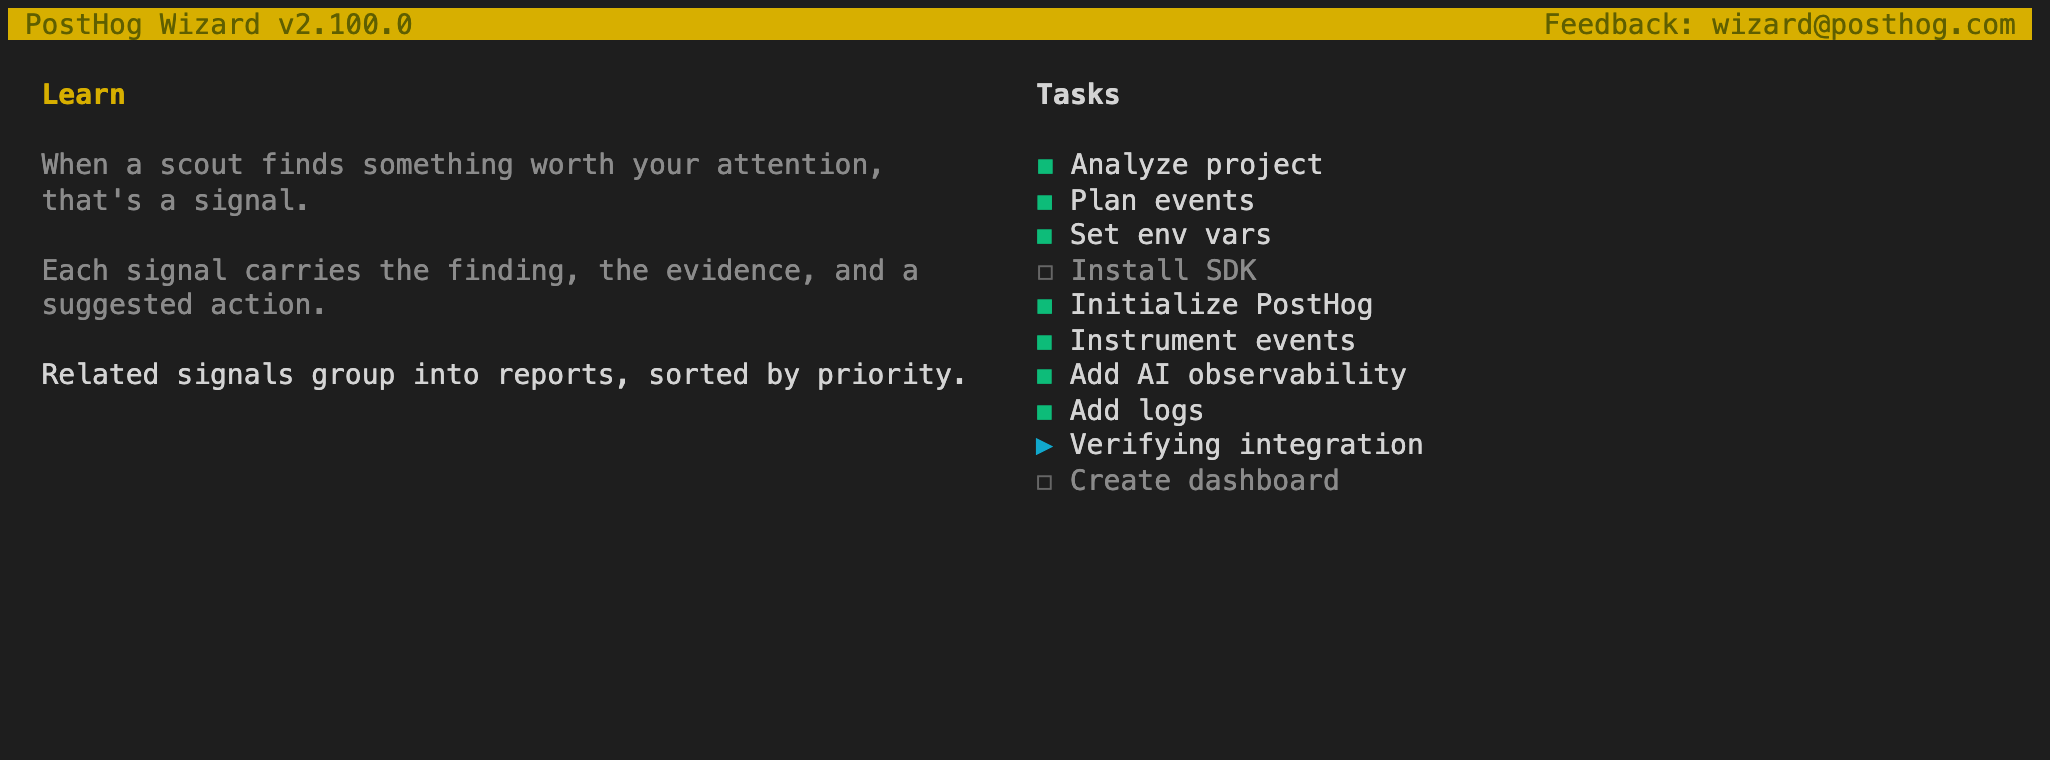 PostHog Wizard v2.100.0
Feedback: wizard@posthog.com
Learn
When a scout finds something worth your attention,
that's a signal.
Each signal carries the finding, the evidence, and a
suggested action.
Related signals group into reports, sorted by priority.
Tasks
Analyze project
Plan events
Set env vars
Install SDK
Initialize PostHog
Instrument events
Add AI observability
Add logs
Verifying integration
Create dashboard